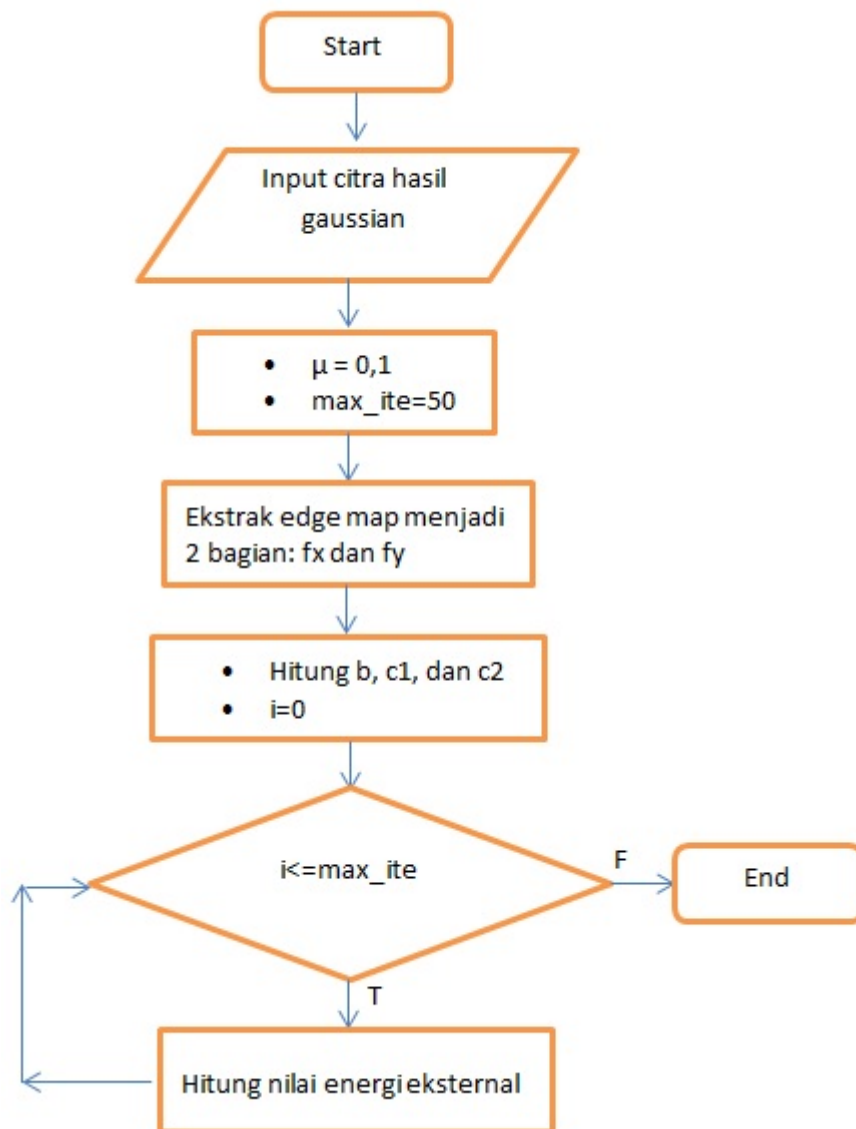 Start
Input citra hasil
gaussian
• μ = 0,1
• max_ite=50
Ekstrak edge map menjadi
2 bagian: fx dan fy
• Hitung b, c1, dan c2
• i=0
i<=max_ite
F
End
T
Hitung nilai energi eksternal